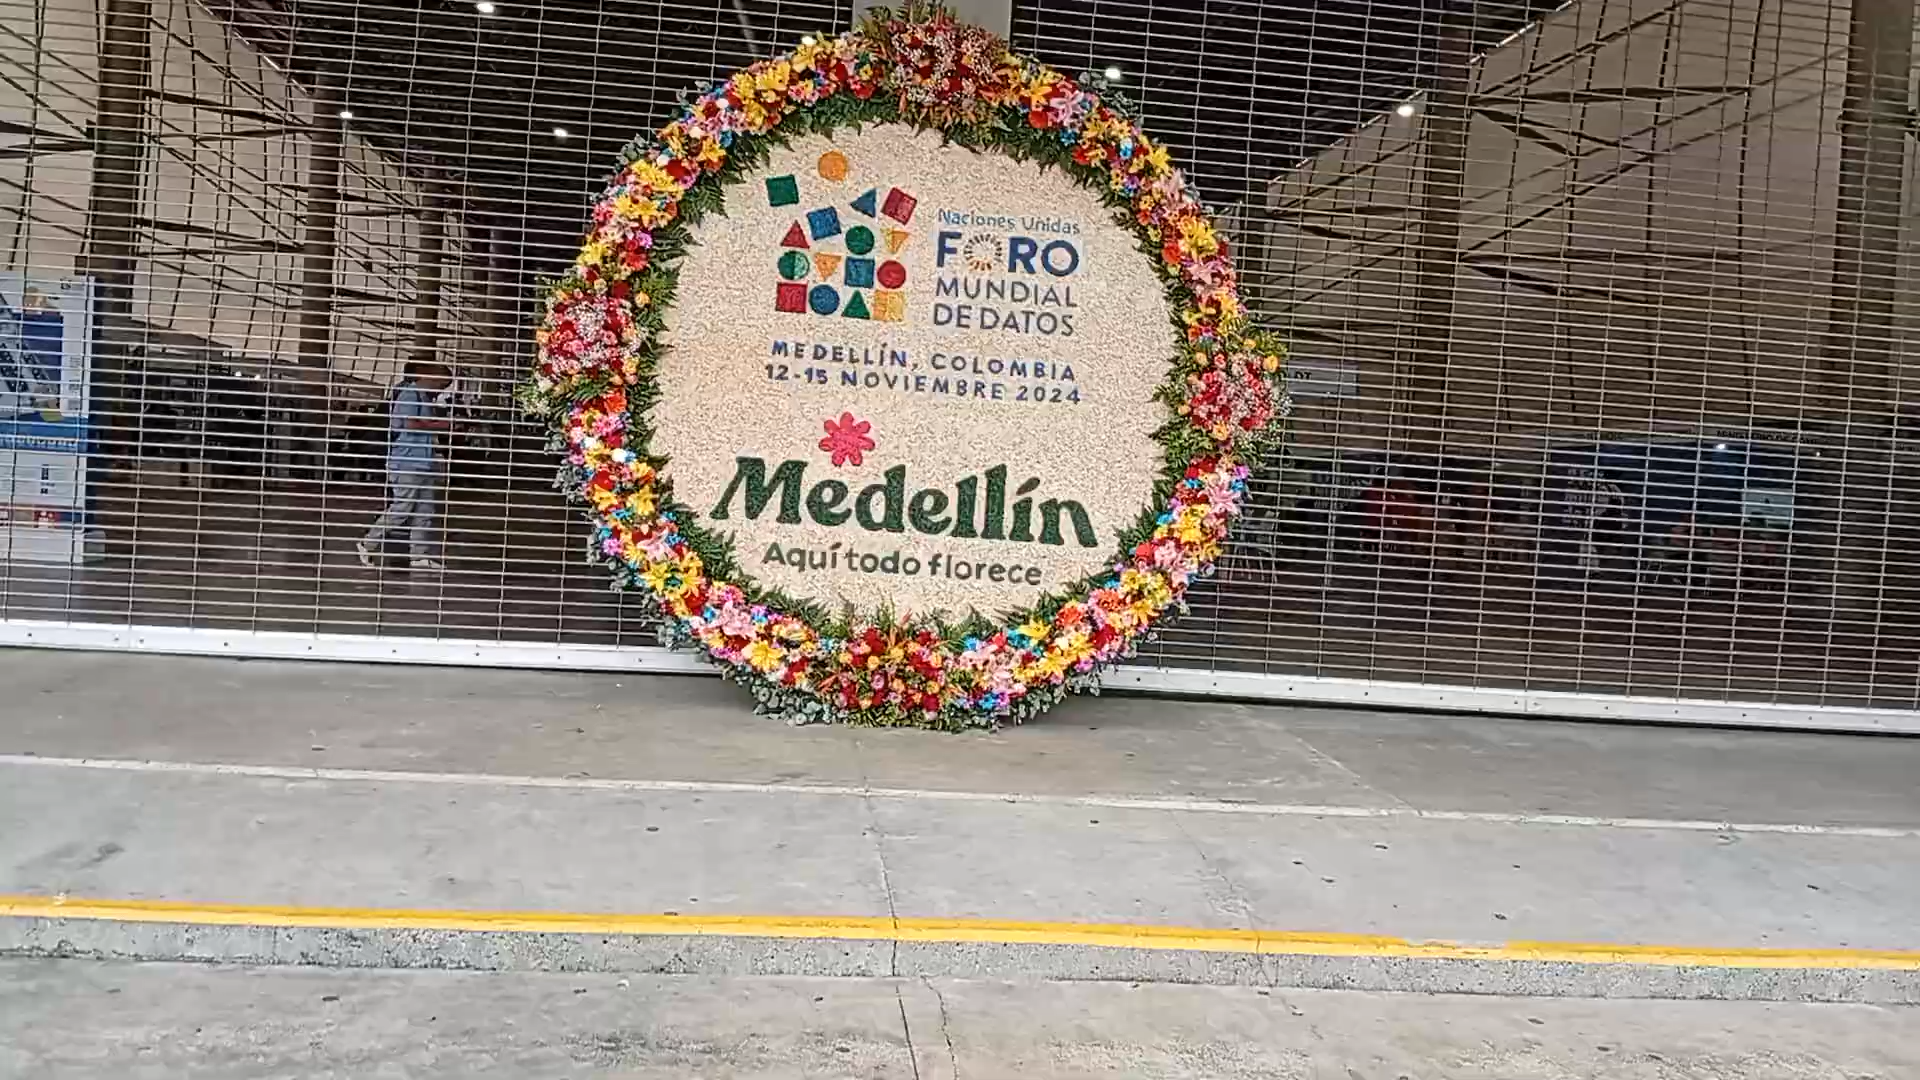 Naciones Unidas
FORO
MUNDIAL
DE DATOS
MEDELLÍN, COLOMBIA
12-15 NOVIEMBRE 2024
Medellín
Aquí todo florece